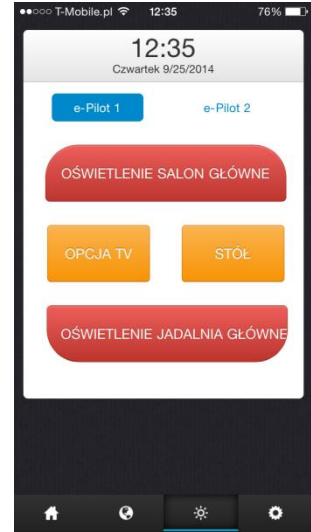 T-Mobile.pl 12:35 76%
12:35
Czwartek 9/25/2014
e-Pilot 1 e-Pilot 2
OŚWIETLENIE SALON GŁÓWNE
OPCJA TV STÓŁ
OŚWIETLENIE JADALNIA GŁÓWNE